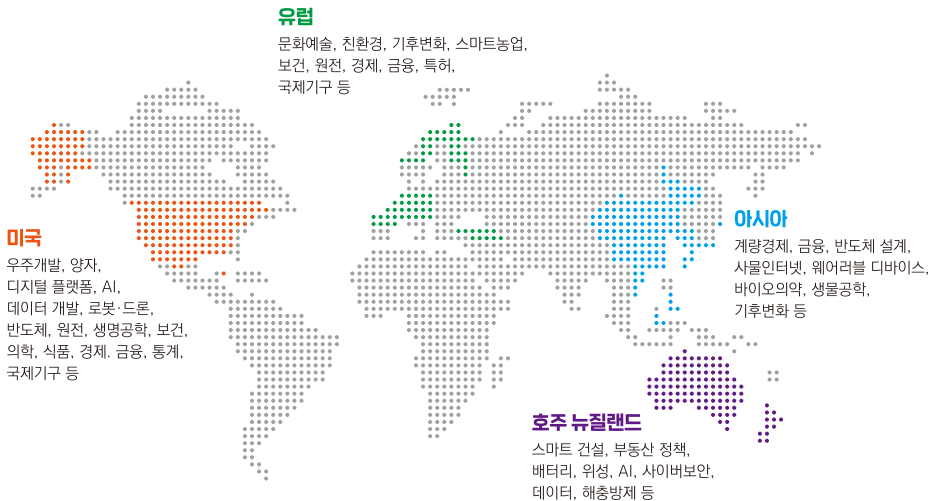 유럽
문화예술, 친환경, 기후변화, 스마트농업,
보건, 원전, 경제, 금융, 특허,
국제기구 등
미국
우주개발, 양자,
디지털 플랫폼, AI,
데이터 개발, 로봇·드론,
반도체, 원전, 생명공학, 보건,
의학, 식품, 경제. 금융, 통계,
국제기구 등
아시아
계량경제, 금융, 반도체 설계,
사물인터넷, 웨어러블 디바이스,
바이오의약, 생물공학,
기후변화 등
호주 뉴질랜드
스마트 건설, 부동산 정책,
배터리, 위성, AI, 사이버보안,
데이터, 해충방제 등